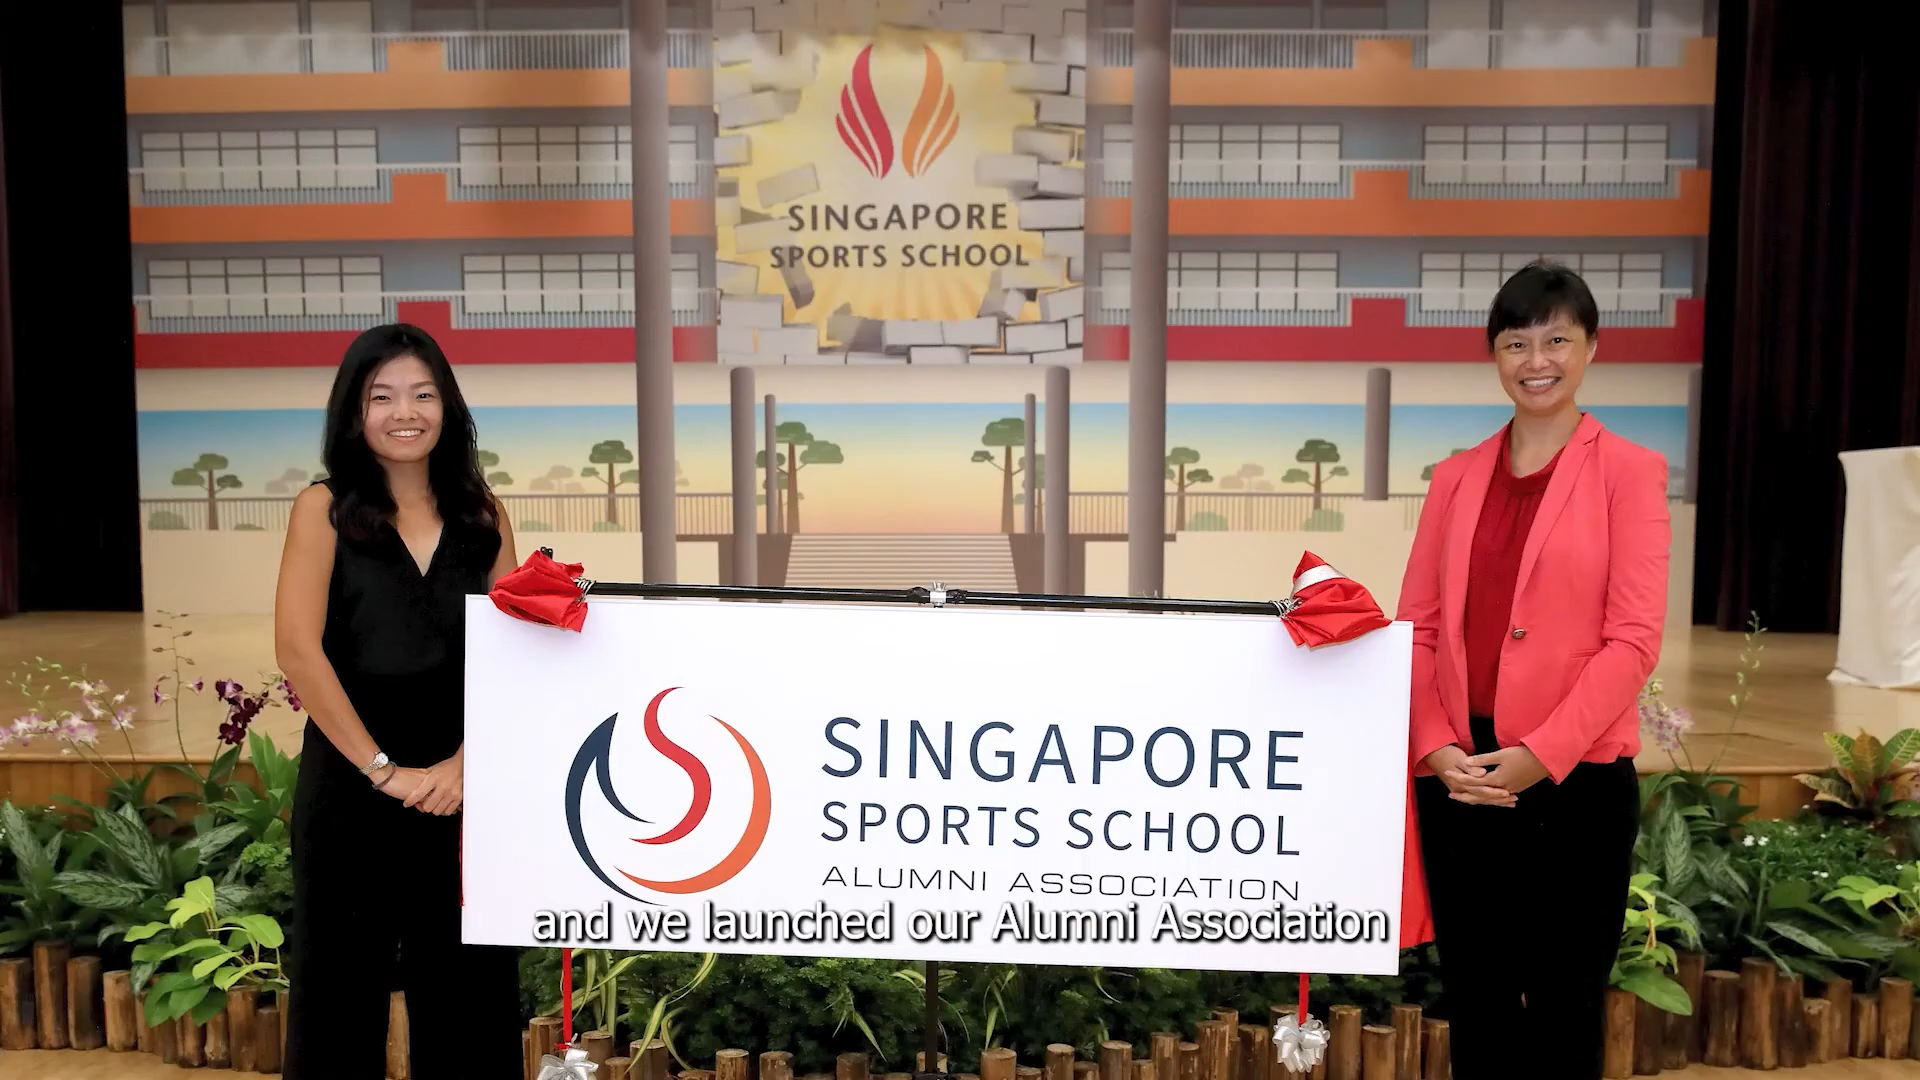 SINGAPORE
SPORTS SCHOOL
SINGAPORE
SPORTS SCHOOL
ALUMNI ASSOCIATION
and we launched our Alumni Association